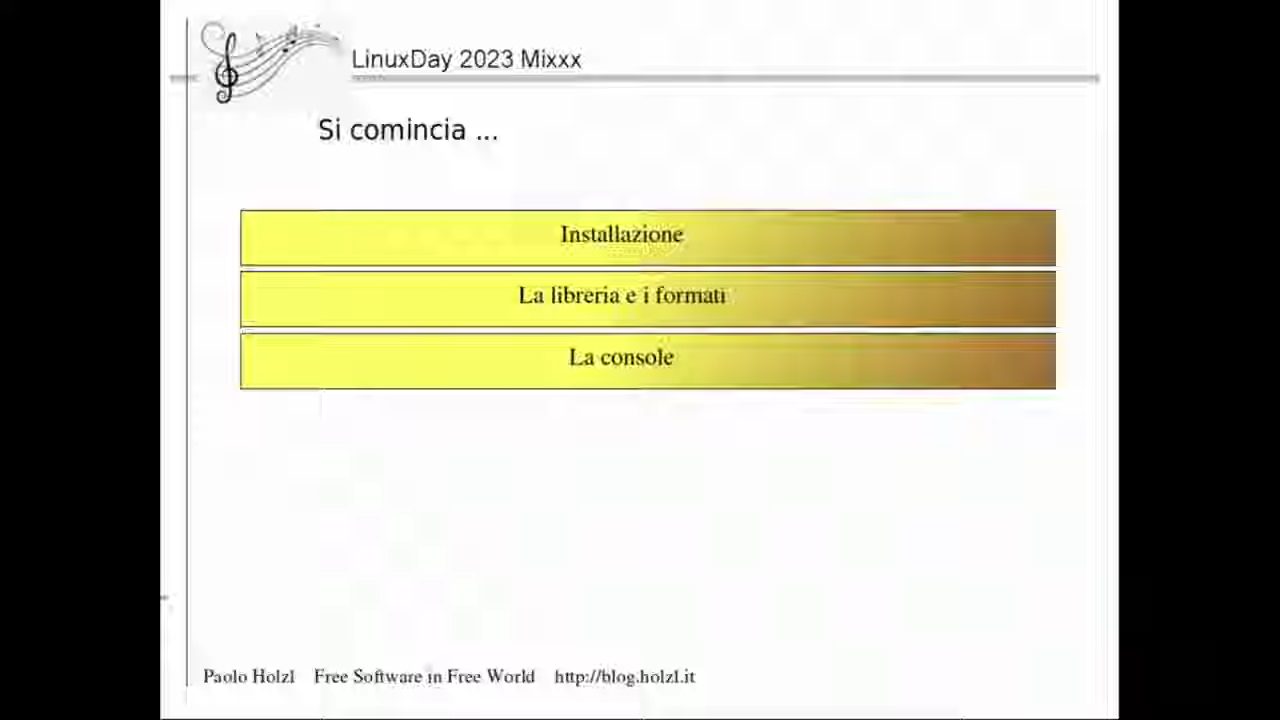 LinuxDay 2023 Mixxx
Si comincia ...
Installazione
La libreria e i formati
La console
Paolo Holzl Free Software in Free World http://blog.holzl.it